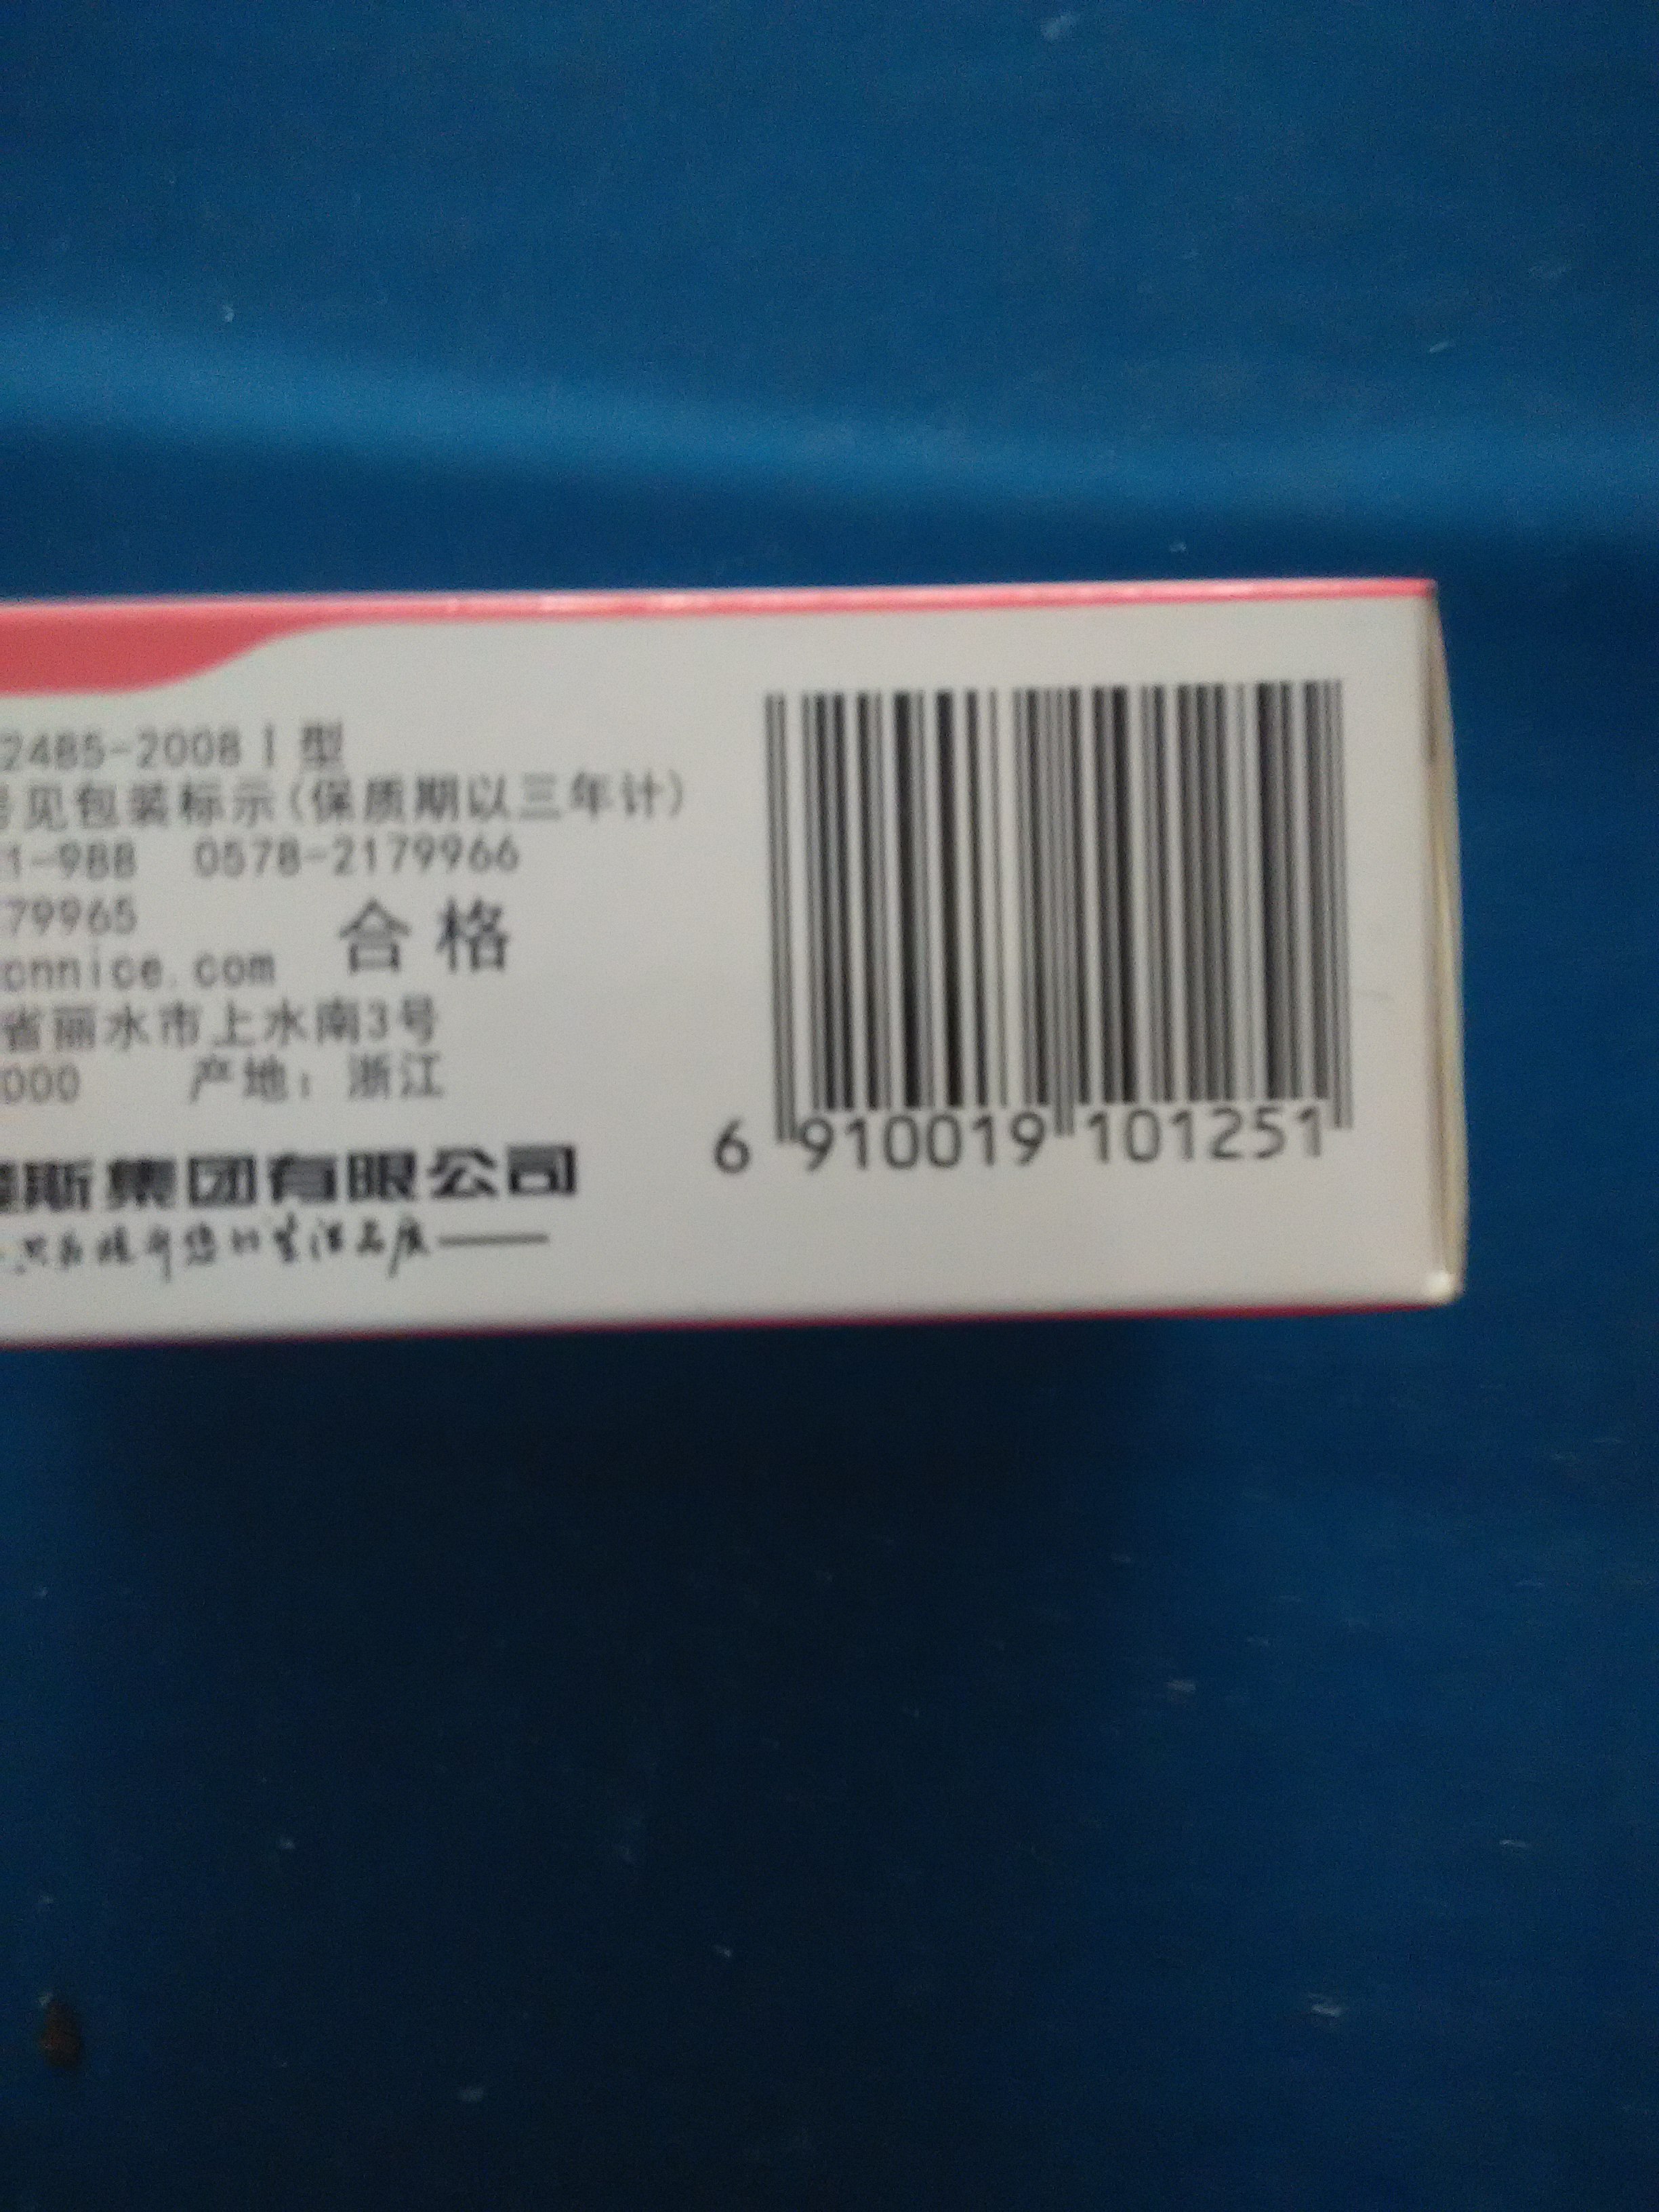 2485-2008 I 型
见包装标示(保质期以三年计)
1-988 0578-2179966
79965
合格
onnice.com
省丽水市上水南3号
000 产地：浙江
斯集团有限公司
6 910019 101251